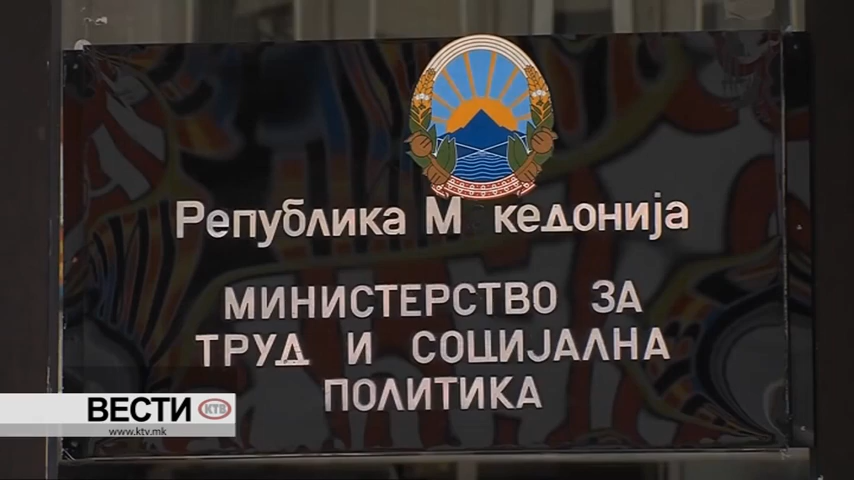 Република М кедонија
МИНИСТЕРСТВО ЗА
ТРУД И СОЦИЈАЛНА
ПОЛИТИКА
ВЕСТИ КТВ
www.ktv.mk